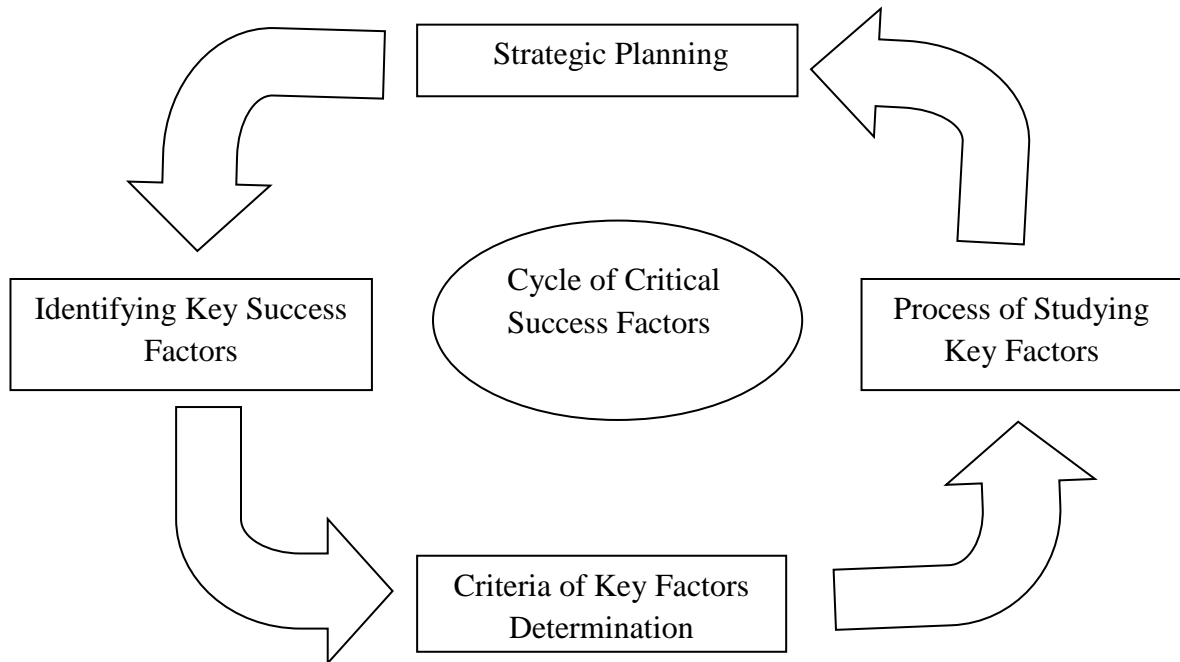 Strategic Planning
Cycle of Critical
Success Factors
Identifying Key Success
Factors
Process of Studying
Key Factors
Criteria of Key Factors
Determination